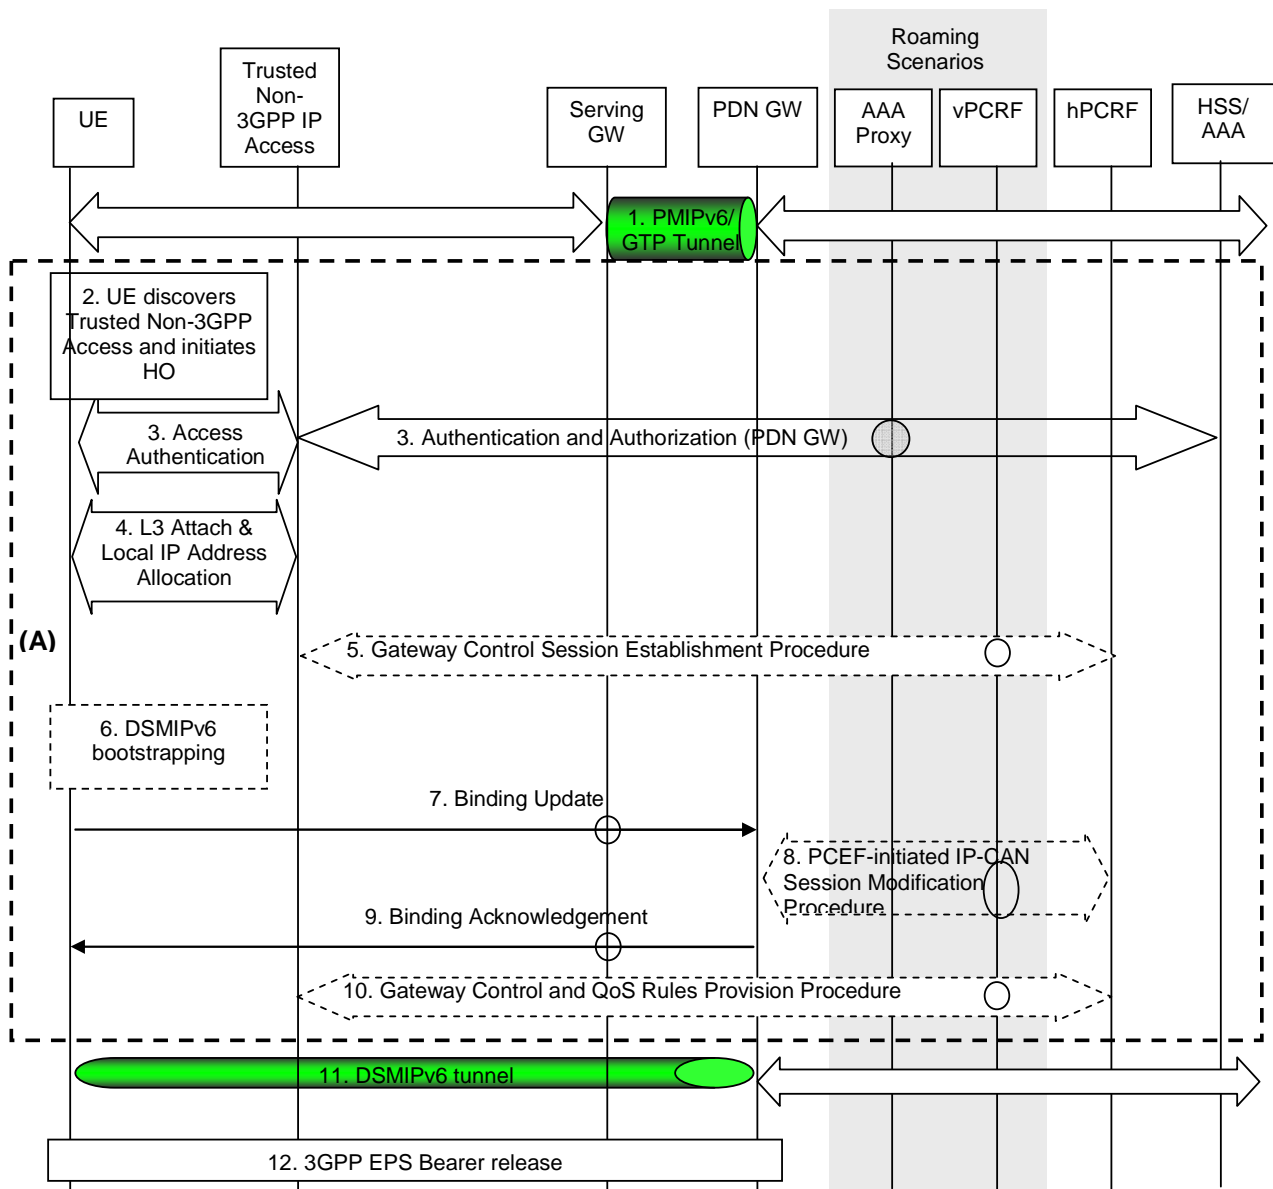 Roaming
Scenarios
UE
Trusted
Non-
3GPP IP
Access
Serving
GW
PDN GW
AAA
Proxy
vPCRF
hPCRF
HSS/
AAA
1. PMIPv6/
GTP Tunnel
2. UE discovers
Trusted Non-3GPP
Access and initiates
HO
3. Access
Authentication
3. Authentication and Authorization (PDN GW)
4. L3 Attach &
Local IP Address
Allocation
(A)
5. Gateway Control Session Establishment Procedure
6. DSMIPv6
bootstrapping
7. Binding Update
8. PCEF-initiated IP-CAN
Session Modification
Procedure
9. Binding Acknowledgement
10. Gateway Control and QoS Rules Provision Procedure
11. DSMIPv6 tunnel
12. 3GPP EPS Bearer release